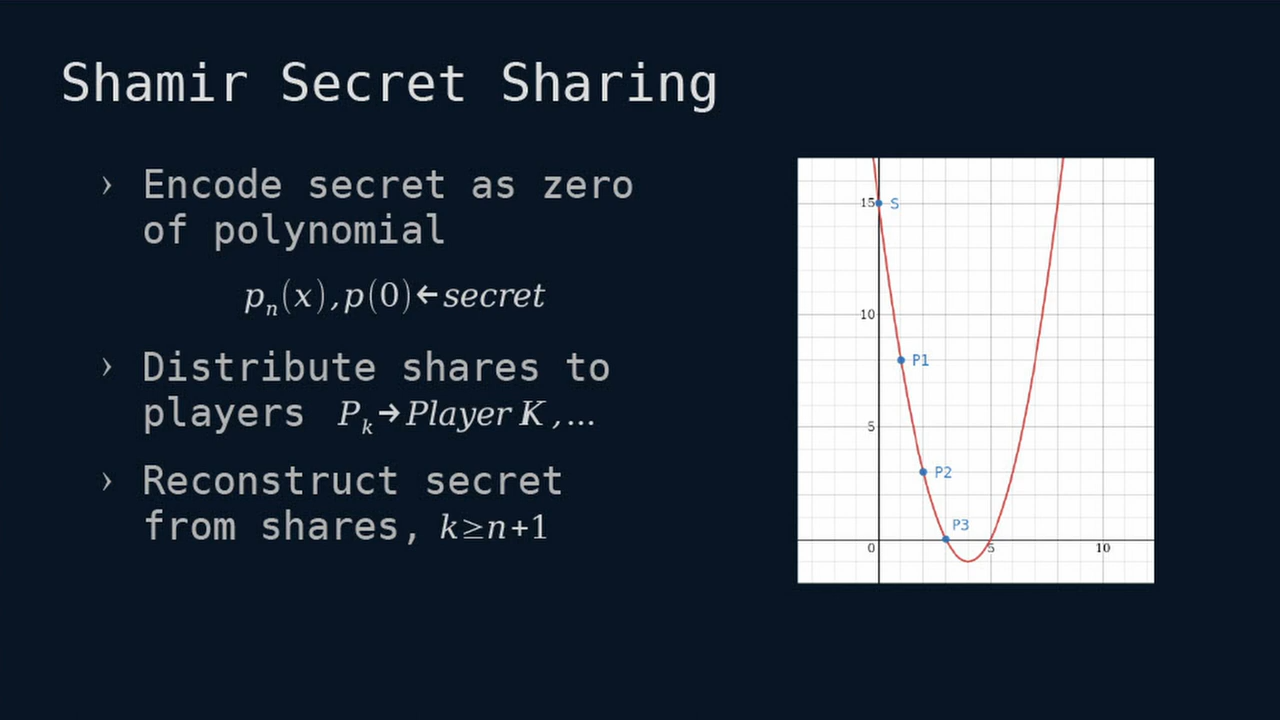 Shamir Secret Sharing
› Encode secret as zero
of polynomial
pₙ(x), p(0)←secret
› Distribute shares to
players Pₖ→Player K,...
› Reconstruct secret
from shares, k≥n+1
15 S
10
P1
5
P2
P3
0 5 10